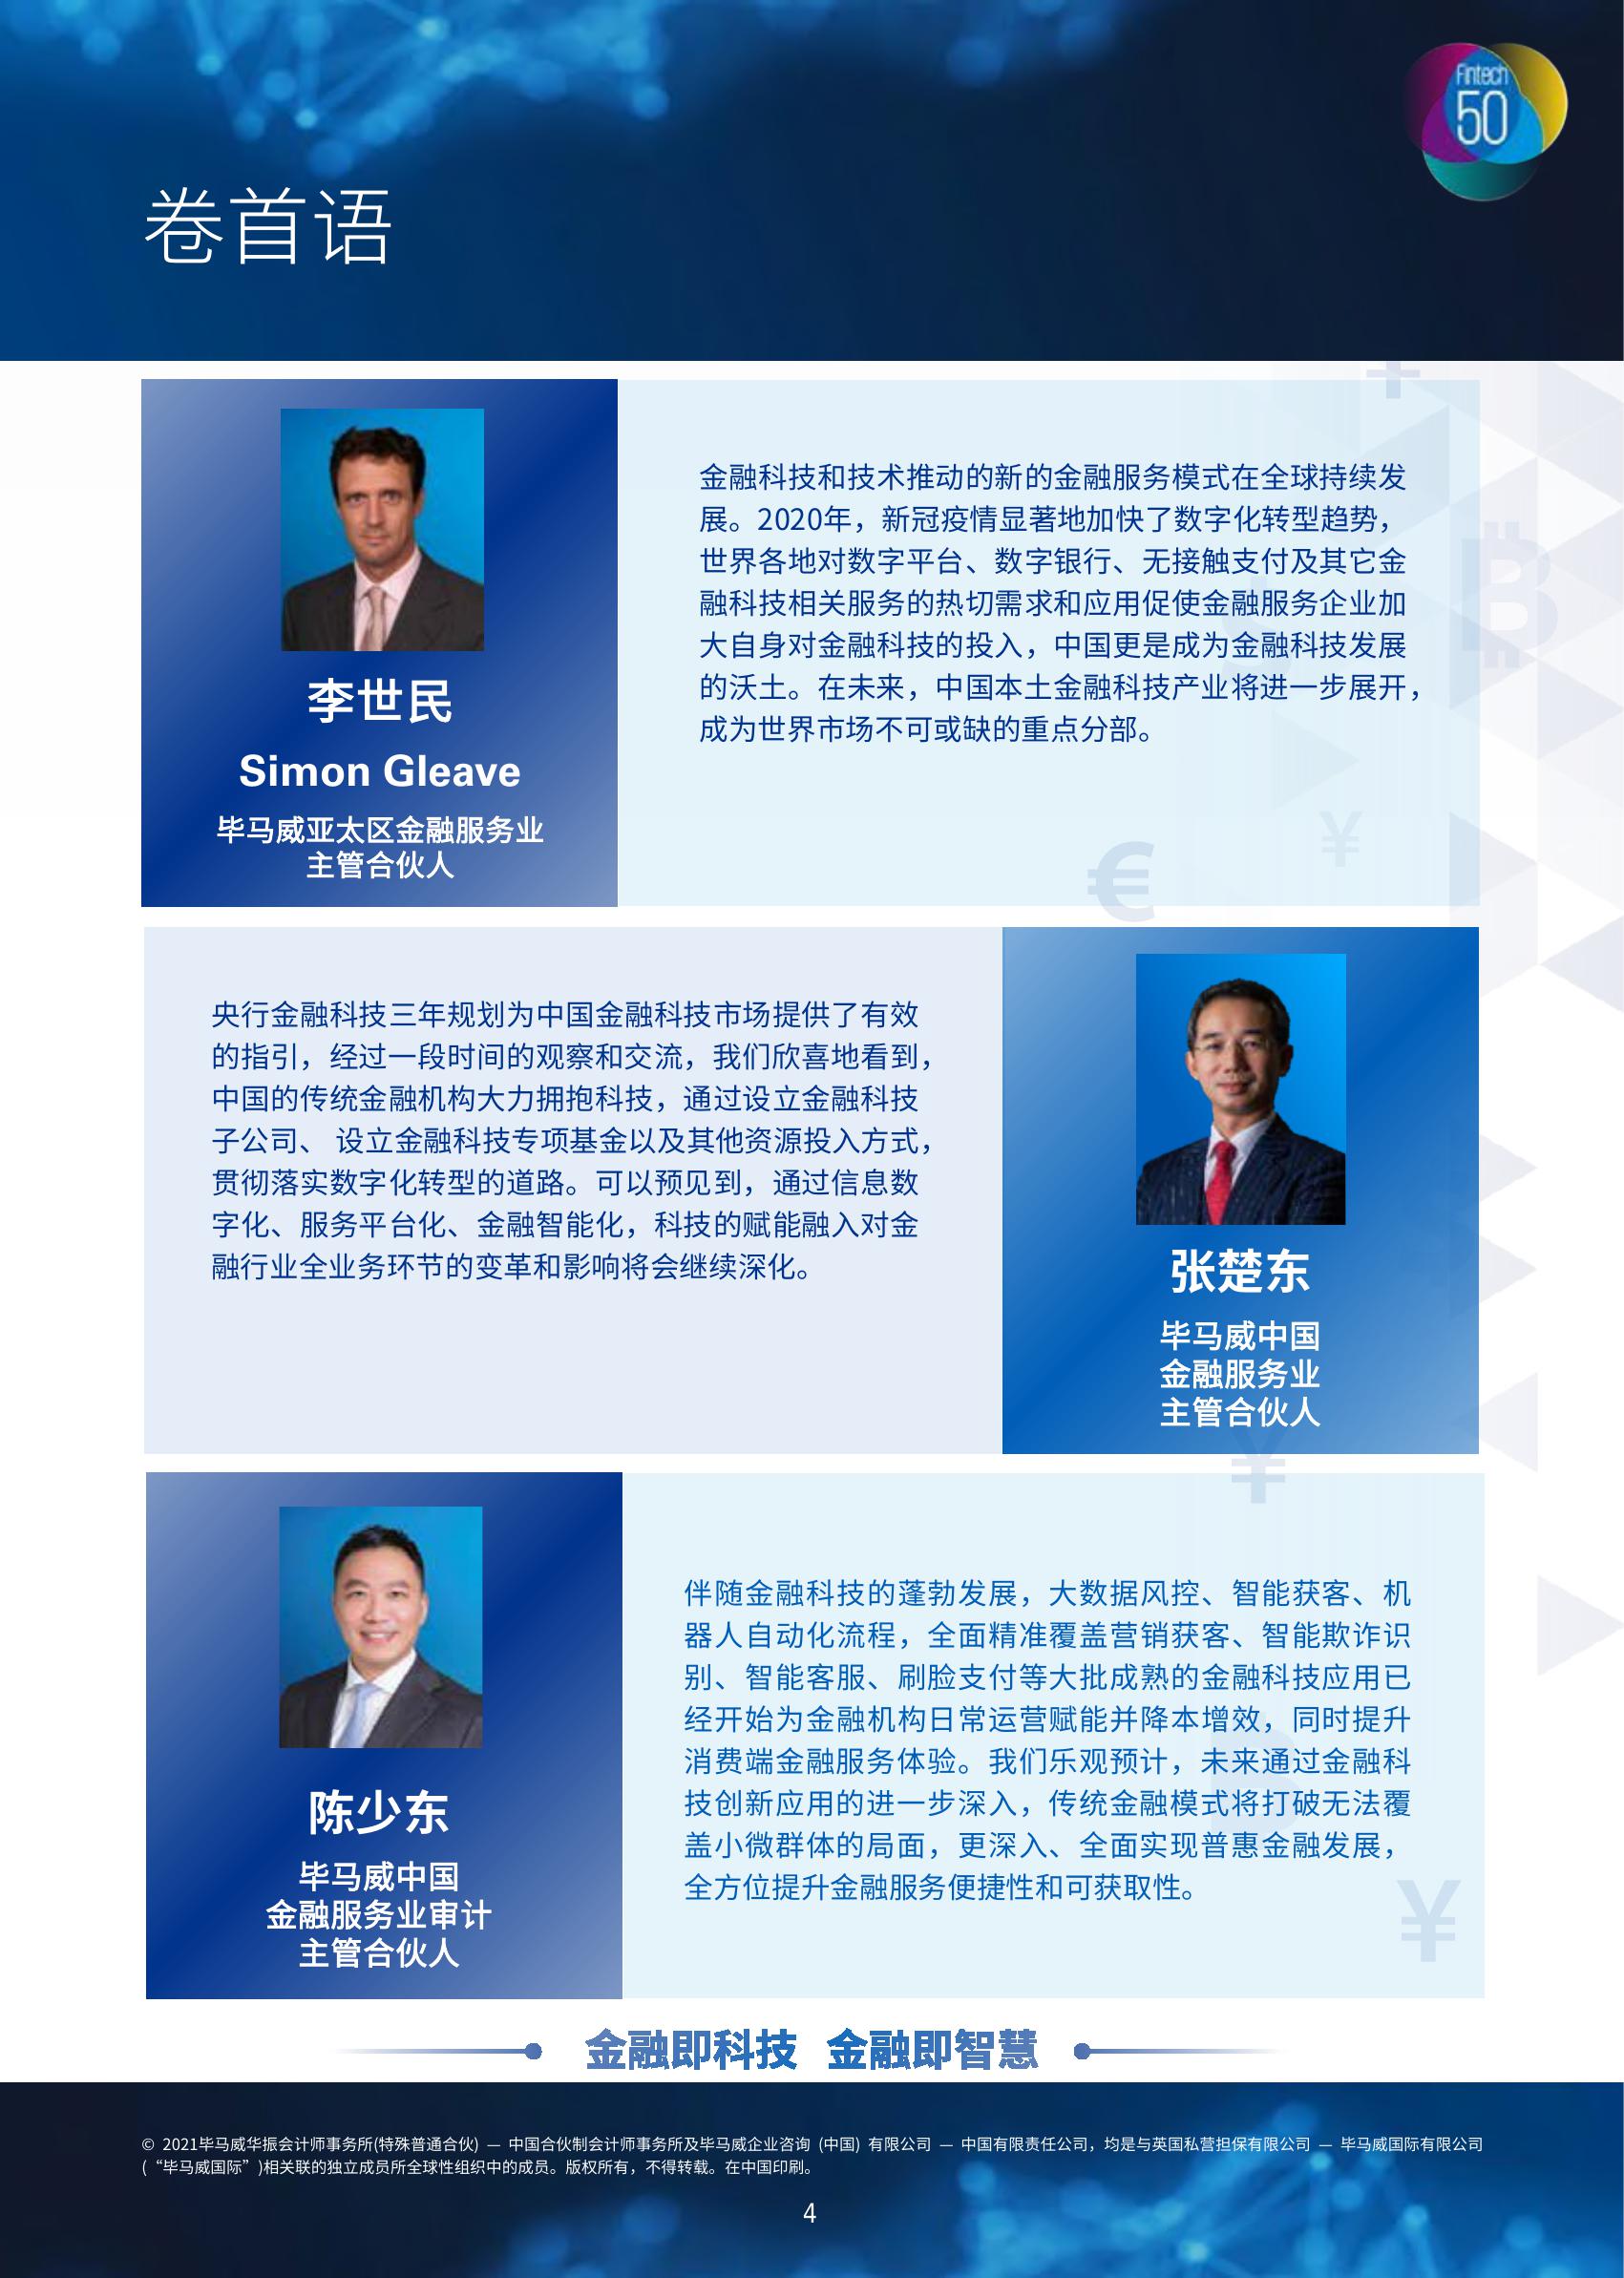 Fintech
50
卷首语
李世民
Simon Gleave
毕马威亚太区金融服务业
主管合伙人
金融科技和技术推动的新的金融服务模式在全球持续发
展。2020年，新冠疫情显著地加快了数字化转型趋势，
世界各地对数字平台、数字银行、无接触支付及其它金
融科技相关服务的热切需求和应用促使金融服务企业加
大自身对金融科技的投入，中国更是成为金融科技发展
的沃土。在未来，中国本土金融科技产业将进一步展开，
成为世界市场不可或缺的重点分部。
央行金融科技三年规划为中国金融科技市场提供了有效
的指引，经过一段时间的观察和交流，我们欣喜地看到，
中国的传统金融机构大力拥抱科技，通过设立金融科技
子公司、 设立金融科技专项基金以及其他资源投入方式，
贯彻落实数字化转型的道路。可以预见到，通过信息数
字化、服务平台化、金融智能化，科技的赋能融入对金
融行业全业务环节的变革和影响将会继续深化。
张楚东
毕马威中国
金融服务业
主管合伙人
陈少东
毕马威中国
金融服务业审计
主管合伙人
伴随金融科技的蓬勃发展，大数据风控、智能获客、机
器人自动化流程，全面精准覆盖营销获客、智能欺诈识
别、智能客服、刷脸支付等大批成熟的金融科技应用已
经开始为金融机构日常运营赋能并降本增效，同时提升
消费端金融服务体验。我们乐观预计，未来通过金融科
技创新应用的进一步深入，传统金融模式将打破无法覆
盖小微群体的局面，更深入、全面实现普惠金融发展，
全方位提升金融服务便捷性和可获取性。
金融即科技 金融即智慧
© 2021毕马威华振会计师事务所(特殊普通合伙) — 中国合伙制会计师事务所及毕马威企业咨询 (中国) 有限公司 — 中国有限责任公司，均是与英国私营担保有限公司 — 毕马威国际有限公司
(“毕马威国际”)相关联的独立成员所全球性组织中的成员。版权所有，不得转载。在中国印刷。
4